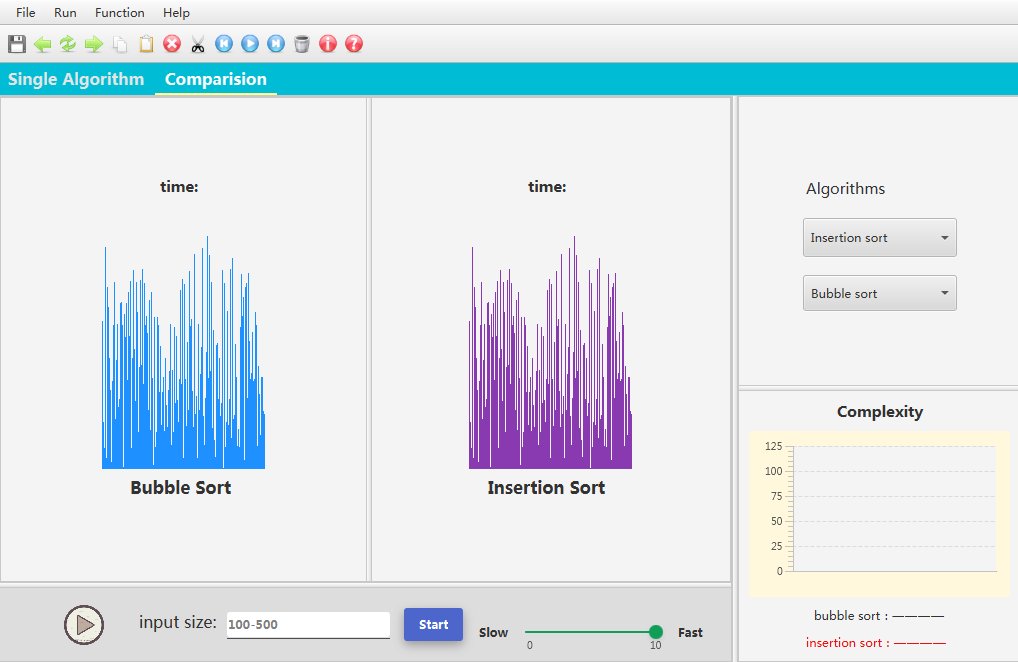 File Run Function Help
Single Algorithm Comparision
time:
Bubble Sort
time:
Insertion Sort
Algorithms
Insertion sort
Bubble sort
Complexity
125
100
75
50
25
0
bubble sort : ————
insertion sort : ————
input size: 100-500 Start Slow 0 10 Fast